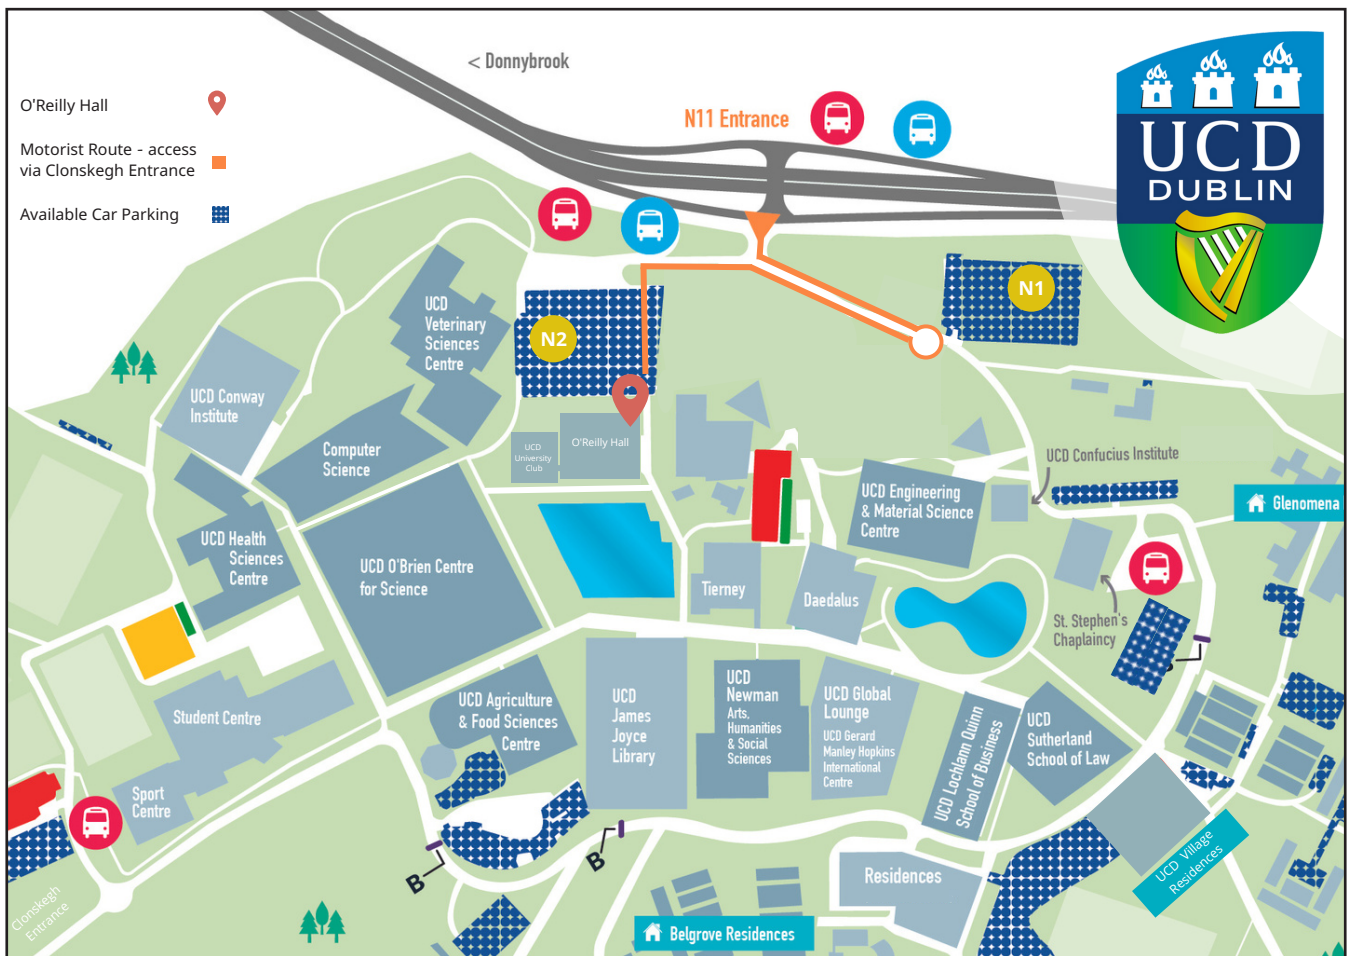 < Donnybrook
N11 Entrance
O'Reilly Hall
Motorist Route - access
via Clonskegh Entrance
Available Car Parking
UCD
DUBLIN
N1
N2
UCD
Veterinary
Sciences
Centre
UCD Conway
Institute
Computer
Science
UCD
University
Club
O'Reilly Hall
UCD Confucius Institute
Glenomena
UCD Engineering
& Material Science
Centre
UCD Health
Sciences
Centre
UCD O'Brien Centre
for Science
Tierney
Daedalus
St. Stephen's
Chaplaincy
B
UCD Agriculture
& Food Sciences
Centre
UCD
James
Joyce
Library
UCD
Newman
Arts,
Humanities
& Social
Sciences
UCD Global
Lounge
UCD Gerard
Manley Hopkins
International
Centre
UCD Lochlann Quinn
School of Business
UCD
Sutherland
School of Law
Student Centre
Sport
Centre
B
B
UCD Village
Residences
Residences
Clonskegh
Entrance
Belgrove Residences